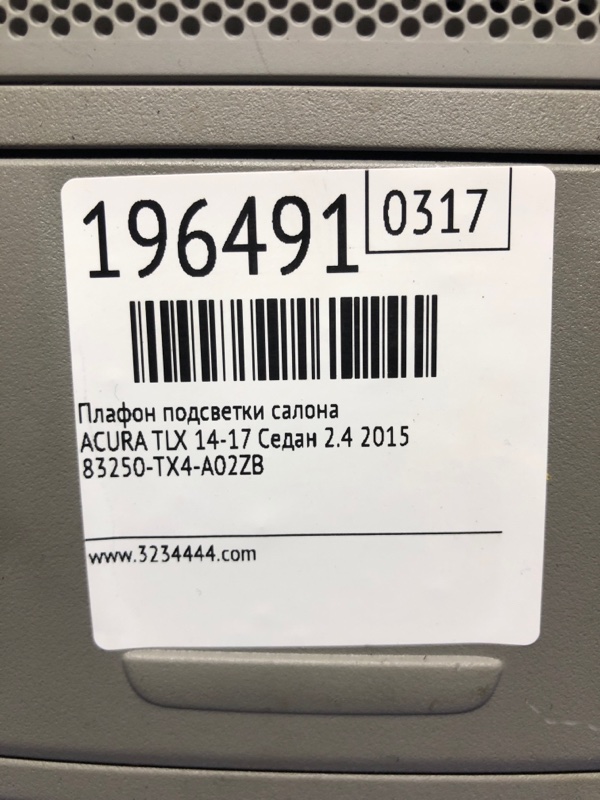 196491
0317
Плафон подсветки салона
ACURA TLX 14-17 Седан 2.4 2015
83250-TX4-A02ZB
www.3234444.com